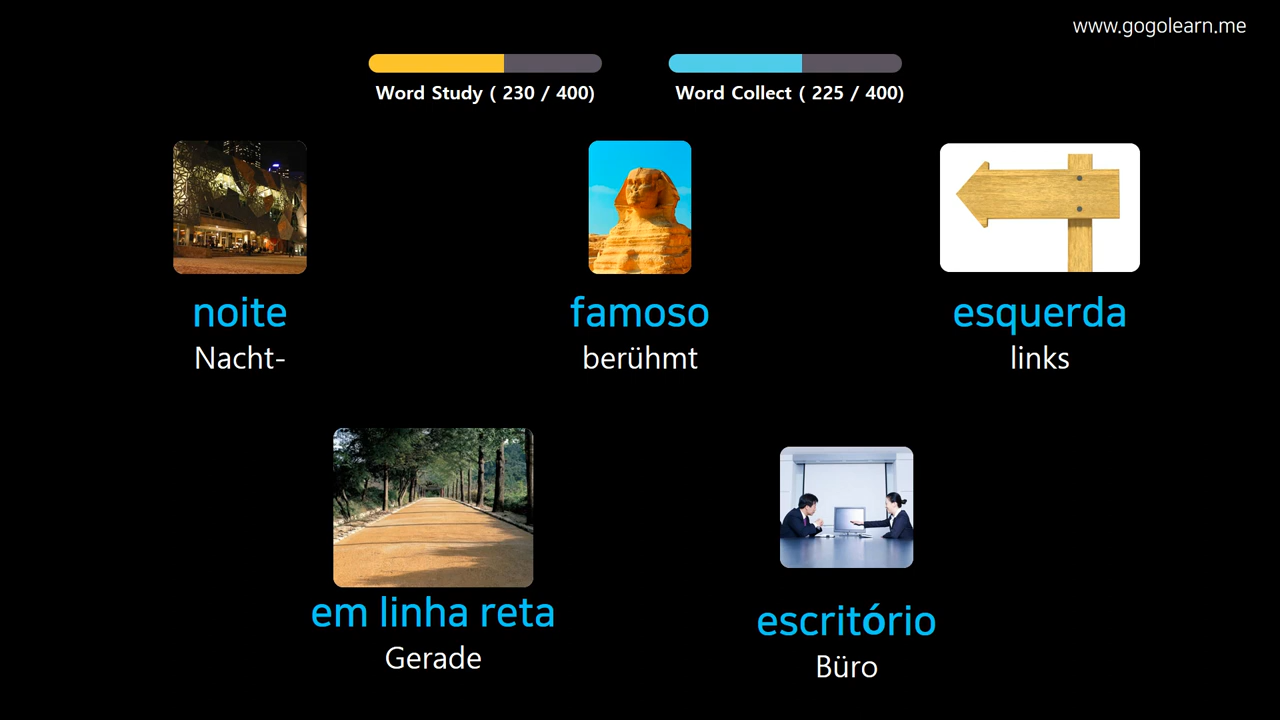 www.gogolearn.me
Word Study ( 230 / 400)
Word Collect ( 225 / 400)
noite
famoso
esquerda
Nacht-
berühmt
links
em linha reta
escritório
Gerade
Büro